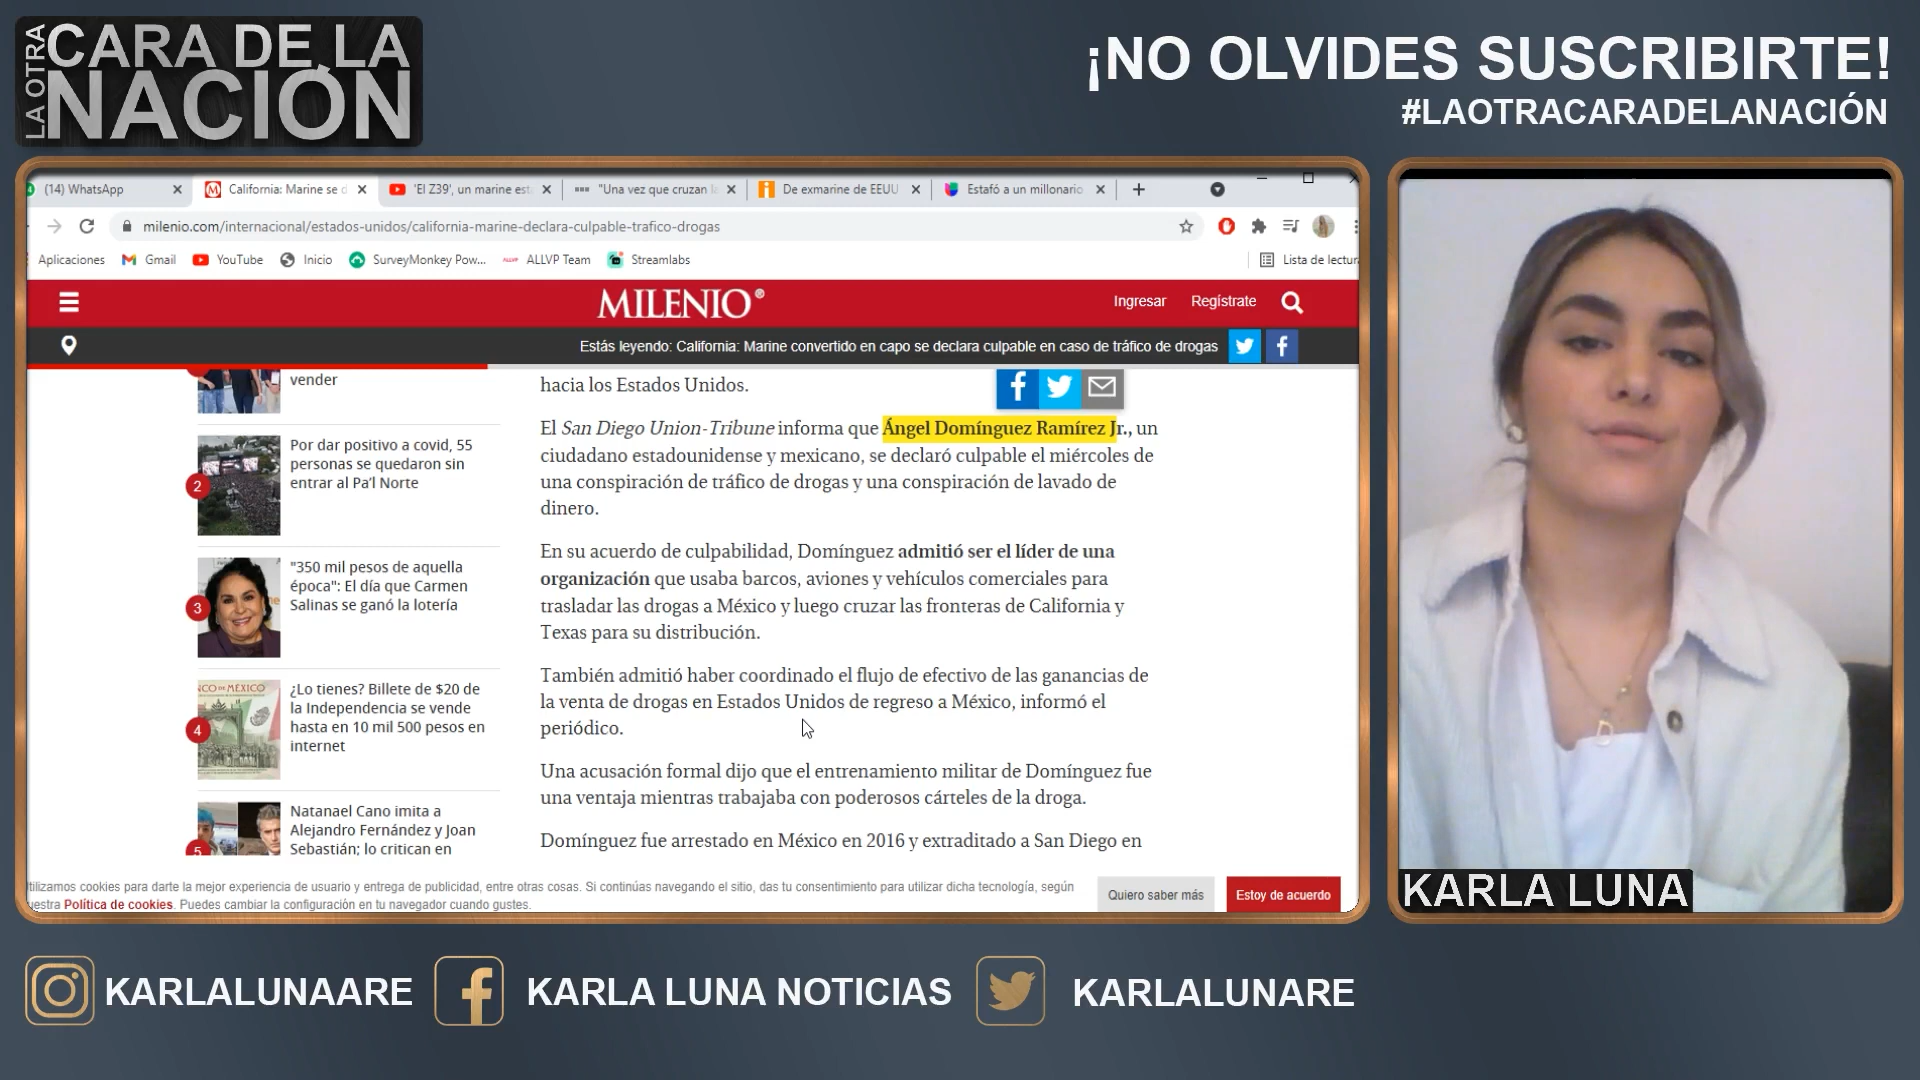 LA OTRA
CARA DE LA
NACIÓN
¡NO OLVIDES SUSCRIBIRTE!
#LAOTRACARADELANACIÓN
(14) WhatsApp
California: Marine se d
'El Z39', un marine est
"Una vez que cruzan la
De exmarine de EEUU
Estafó a un millonario
milenio.com/internacional/estados-unidos/california-marine-declara-culpable-trafico-drogas
Aplicaciones
Gmail
YouTube
Inicio
SurveyMonkey Pow...
ALLVP Team
Streamlabs
Lista de lectura
MILENIO®
Ingresar
Regístrate
Estás leyendo: California: Marine convertido en capo se declara culpable en caso de tráfico de drogas
vender
2
Por dar positivo a covid, 55
personas se quedaron sin
entrar al Pa'l Norte
3
"350 mil pesos de aquella
época": El día que Carmen
Salinas se ganó la lotería
4
¿Lo tienes? Billete de $20 de
la Independencia se vende
hasta en 10 mil 500 pesos en
internet
5
Natanael Cano imita a
Alejandro Fernández y Joan
Sebastián; lo critican en
hacia los Estados Unidos.
El San Diego Union-Tribune informa que Ángel Domínguez Ramírez Jr., un
ciudadano estadounidense y mexicano, se declaró culpable el miércoles de
una conspiración de tráfico de drogas y una conspiración de lavado de
dinero.
En su acuerdo de culpabilidad, Domínguez admitió ser el líder de una
organización que usaba barcos, aviones y vehículos comerciales para
trasladar las drogas a México y luego cruzar las fronteras de California y
Texas para su distribución.
También admitió haber coordinado el flujo de efectivo de las ganancias de
la venta de drogas en Estados Unidos de regreso a México, informó el
periódico.
Una acusación formal dijo que el entrenamiento militar de Domínguez fue
una ventaja mientras trabajaba con poderosos cárteles de la droga.
Domínguez fue arrestado en México en 2016 y extraditado a San Diego en
tilizamos cookies para darte la mejor experiencia de usuario y entrega de publicidad, entre otras cosas. Si continúas navegando el sitio, das tu consentimiento para utilizar dicha tecnología, según
uestra Política de cookies. Puedes cambiar la configuración en tu navegador cuando gustes.
Quiero saber más
Estoy de acuerdo
KARLA LUNA
KARLALUNAARE
KARLA LUNA NOTICIAS
KARLALUNARE